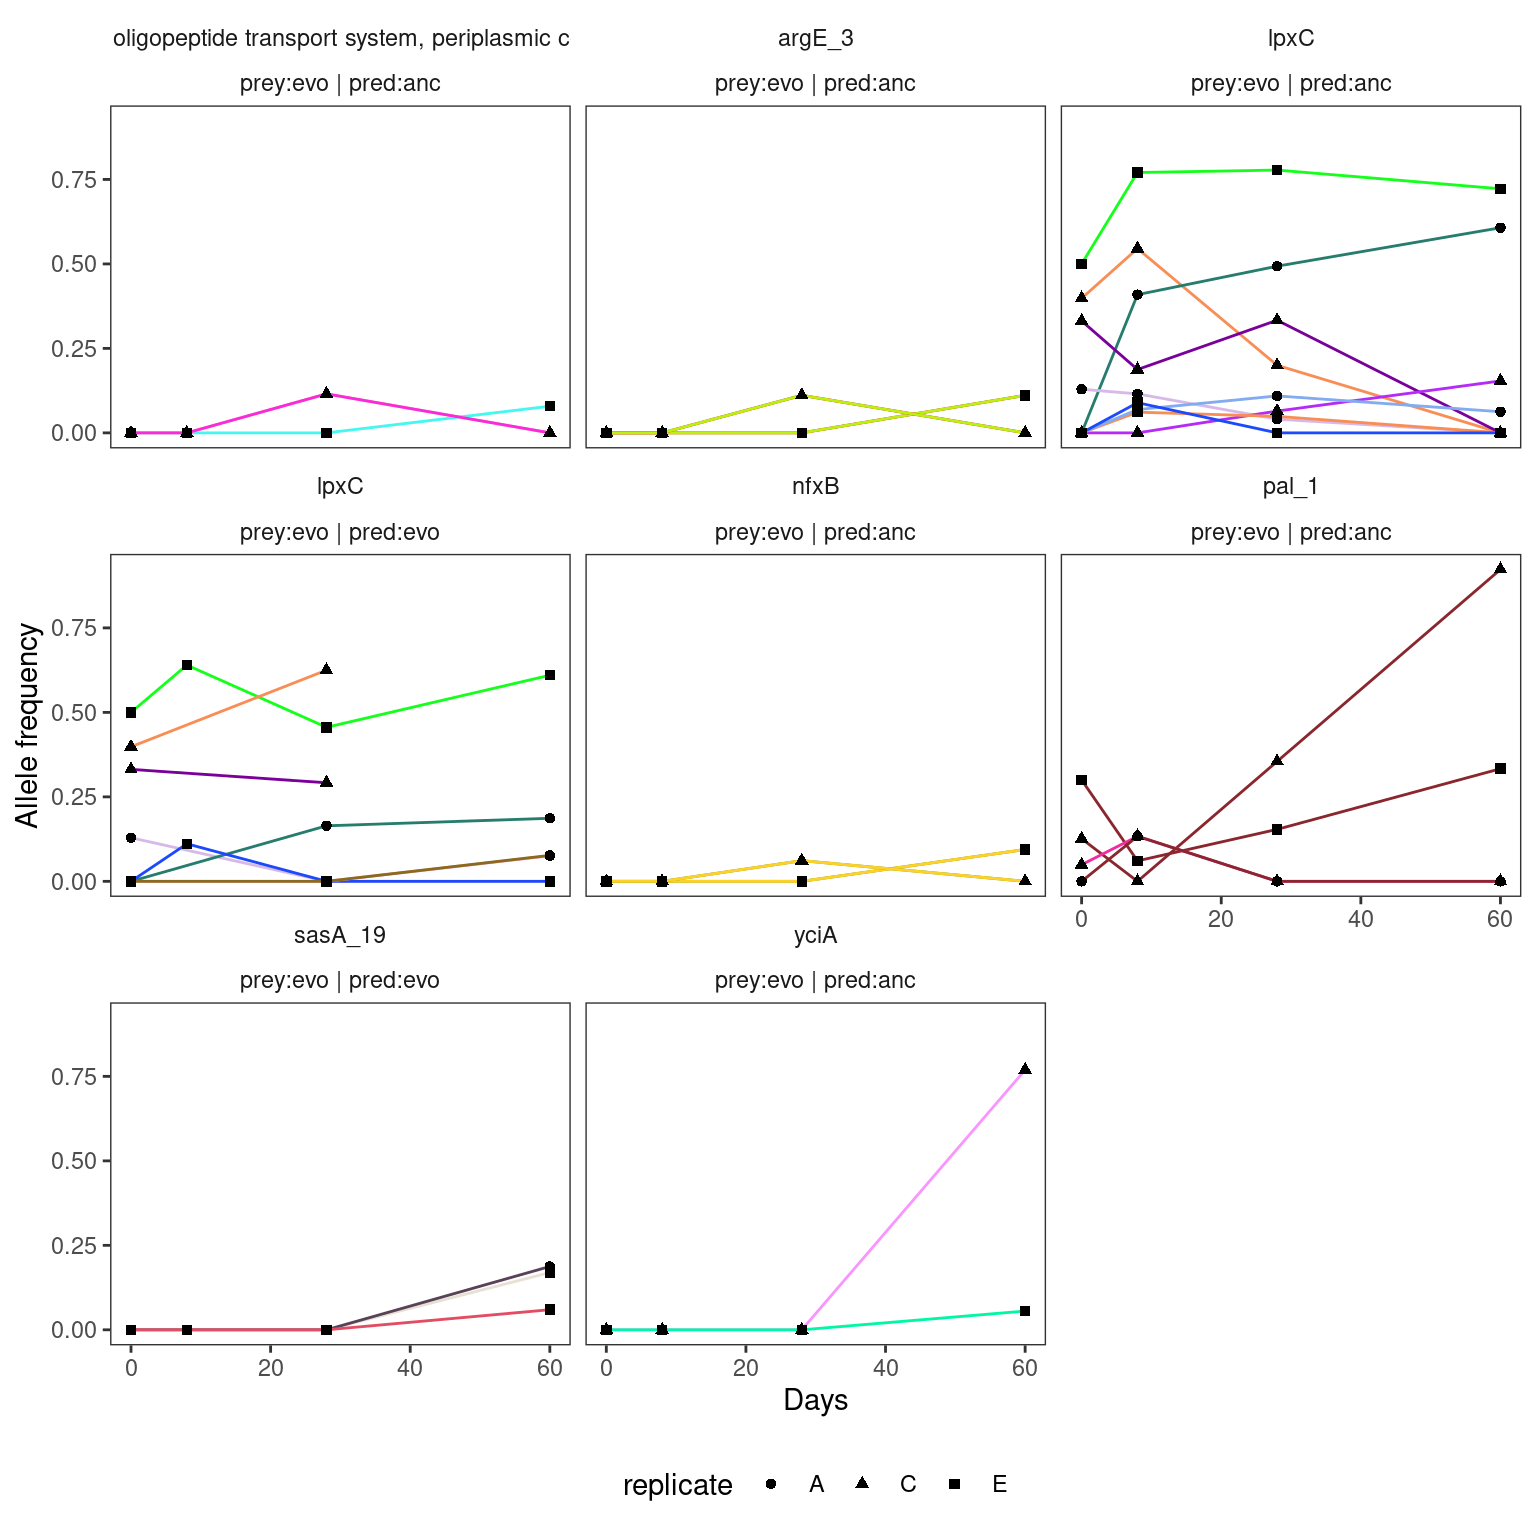 oligopeptide transport system, periplasmic c
prey:evo | pred:anc
argE_3
prey:evo | pred:anc
lpxC
prey:evo | pred:anc
0.75
0.50
0.25
0.00
lpxC
prey:evo | pred:evo
nfxB
prey:evo | pred:anc
pal_1
prey:evo | pred:anc
Allele frequency
0.75
0.50
0.25
0.00
0 20 40 60
sasA_19
prey:evo | pred:evo
yciA
prey:evo | pred:anc
0.75
0.50
0.25
0.00
0 20 40 60
0 20 40 60
Days
replicate A C E